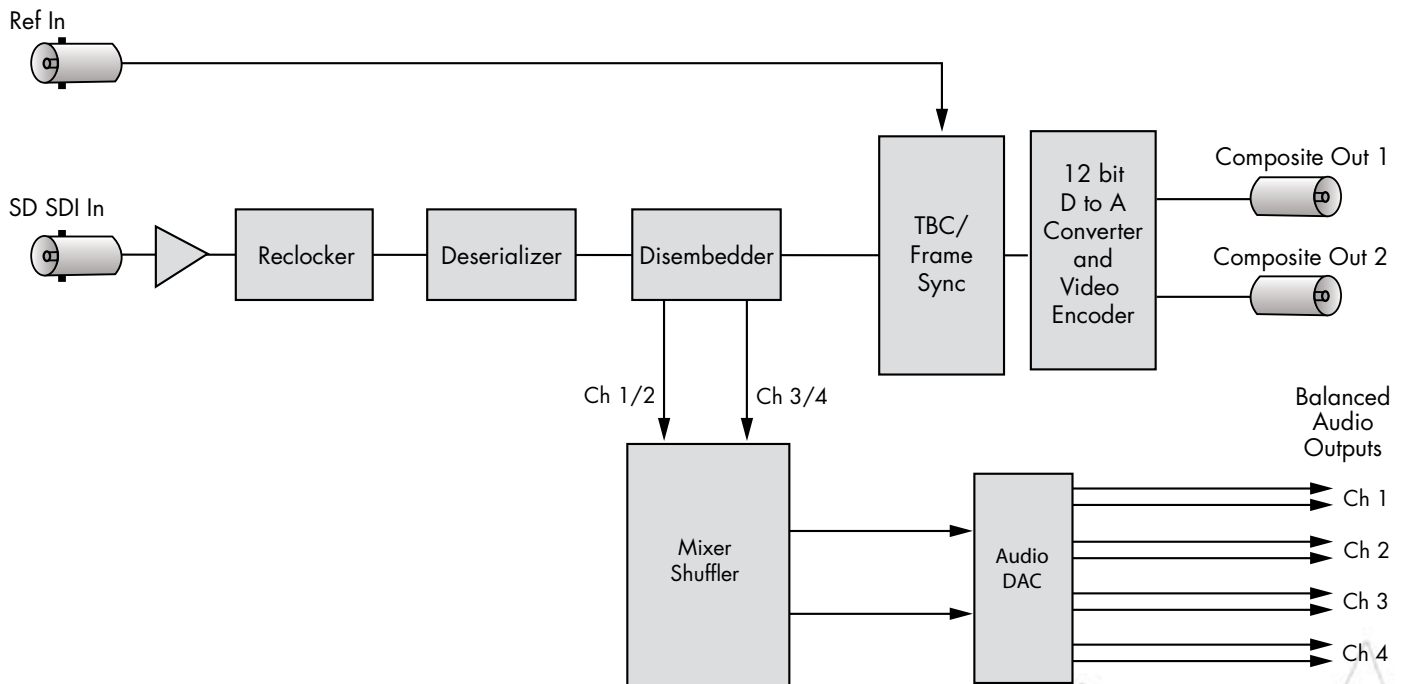 Ref In
SD SDI In
Reclocker
Deserializer
Disembedder
TBC/
Frame
Sync
12 bit
D to A
Converter
and
Video
Encoder
Composite Out 1
Composite Out 2
Ch 1/2
Ch 3/4
Mixer
Shuffler
Audio
DAC
Balanced
Audio
Outputs
Ch 1
Ch 2
Ch 3
Ch 4